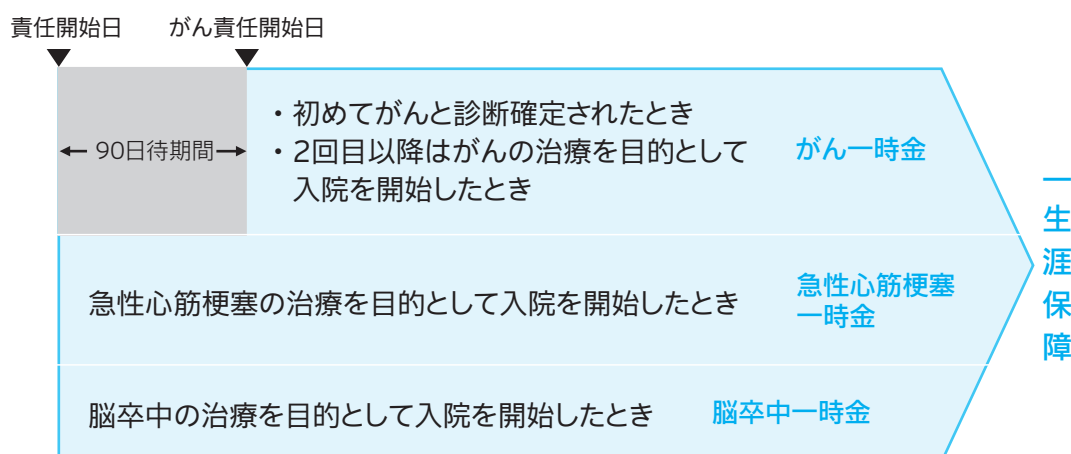 責任開始日
がん責任開始日
90日待期間
・初めてがんと診断確定されたとき
・2回目以降はがんの治療を目的として
入院を開始したとき
がん一時金
急性心筋梗塞の治療を目的として入院を開始したとき
急性心筋梗塞
一時金
脳卒中の治療を目的として入院を開始したとき
脳卒中一時金
一生涯保障